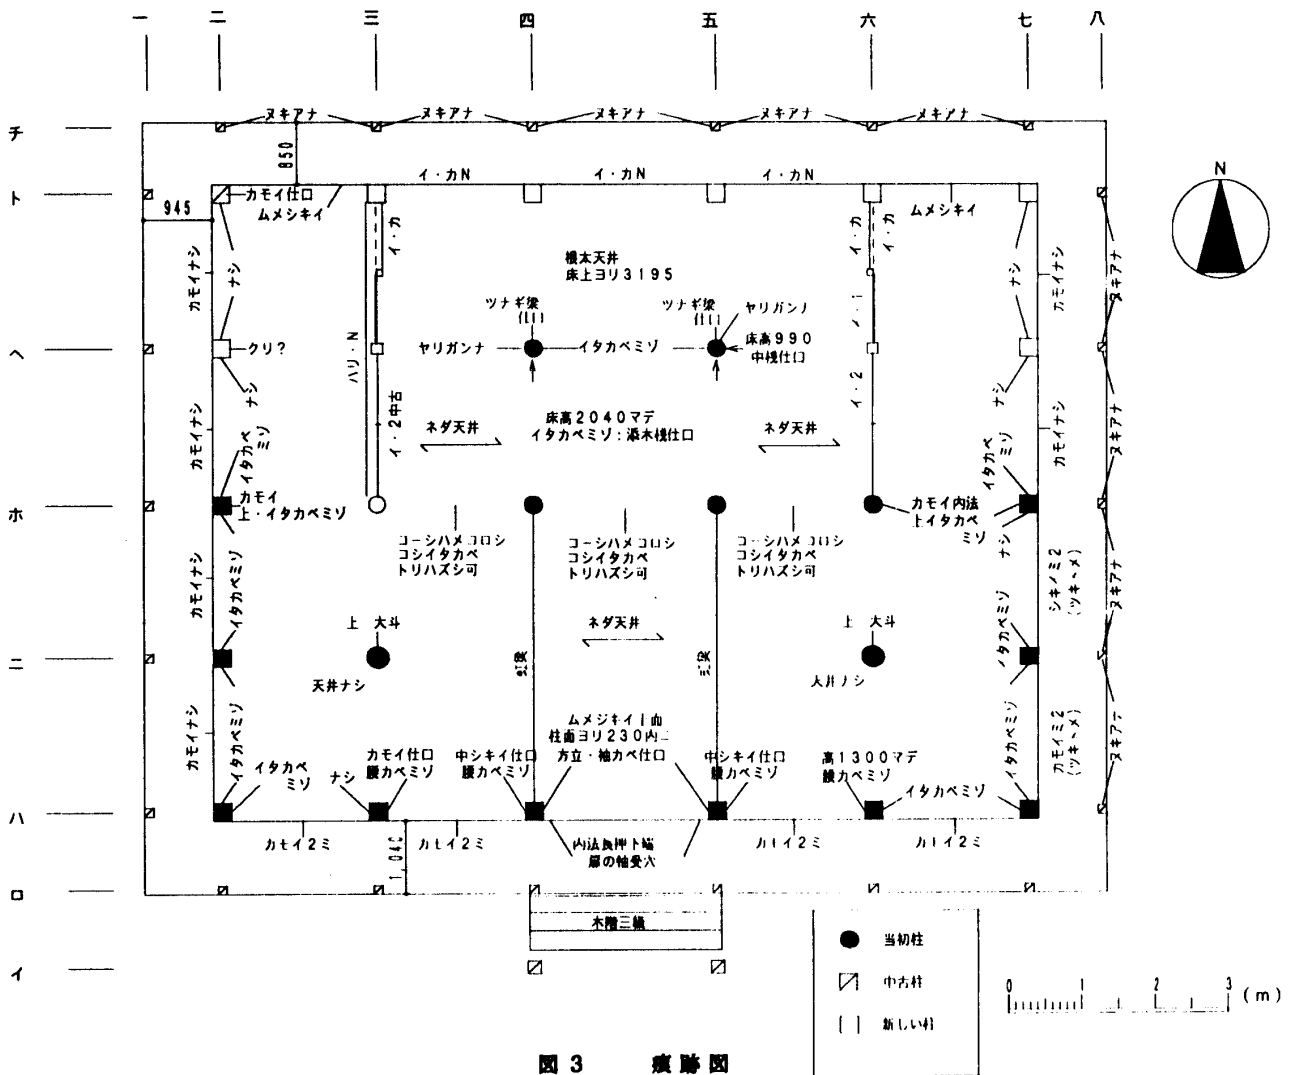 一 二 三 四 五 六 七 八
チ
ヌキアナ ヌキアナ ヌキアナ ヌキアナ メキアナ
850
イ・カN イ・カN イ・カN
ト
カモイ仕口
ムメシキイ
ムメシキイ
N
945
イ・カ
イ・カ
イ・カ
根太天井
床上ヨリ3195
カモイナシ
ナシ
ナシ
カモイナシ
ヌキアナ
ツナギ梁
仕口
ツナギ梁
仕口
ヤリガンナ
ヘ
クリ?
ハリ・N
ヤリガンナ
イタカベミゾ
床高990
中桟仕口
イ・2
カモイナシ
ナシ
イタカベ
ミゾ
イ・2中古
ネダ天井
床高2040マデ
イタカベミゾ:添木桟仕口
ネダ天井
ナシ
イタカベ
ミゾ
カモイナシ
ヌキアナ
ホ
カモイ
上・イタカベミゾ
カモイ内法
上イタカベ
ミゾ
ナシ
コーシハメコロシ
コシイタカベ
トリハズシ可
コーシハメコロシ
コシイタカベ
トリハズシ可
コーシハメコロシ
コシイタカベ
トリハズシ可
カモイナシ
イタカベミゾ
イタカベミゾ
シキイミ2
(ツキヽメ)
ヌキアナ
上 大斗
ネダ天井
上 大斗
ニ
天井ナシ
虹梁
虹梁
天井ナシ
カモイナシ
イタカベミゾ
イタカベミゾ
カモイミ2
(ツキヽメ)
ヌキアナ
柱面ヨリ230内ニ
方立・袖カベ仕口
イタカベ
ミゾ
ナシ
カモイ仕口
腰カベミゾ
中シキイ仕口
腰カベミゾ
中シキイ仕口
腰カベミゾ
高1300マデ
腰カベミゾ
イタカベミゾ
ハ
カモイ2ミ カモイ2ミ カモイ2ミ カモイ2ミ
1,040
内法長押下端
扉の軸受穴
ロ
木階三級
イ
当初柱
中古柱
新しい柱
0 1 2 3 (m)
図3 痕跡図